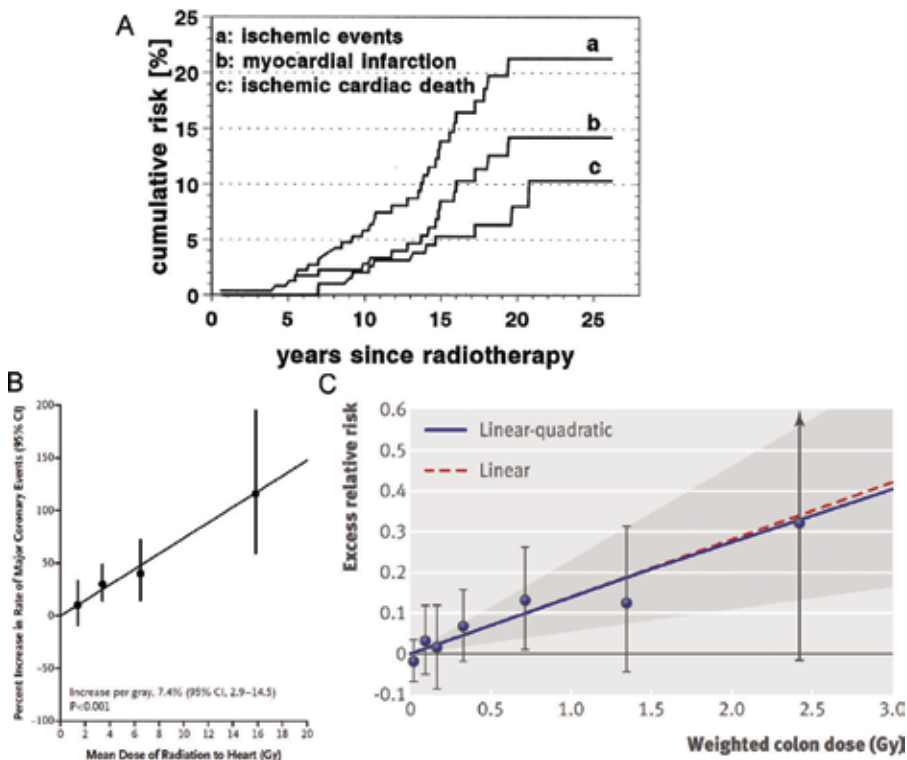 A
a: ischemic events
b: myocardial infarction
c: ischemic cardiac death
a
b
c
cumulative risk [%]
25
20
15
10
5
0
0 5 10 15 20 25
years since radiotherapy
B
Percent Increase in Rate of Major Coronary Events (95% CI)
200
150
100
50
0
−50
−100
Increase per gray, 7.4% (95% CI, 2.9–14.5)
P<0.001
0 2 4 6 8 10 12 14 16 18 20
Mean Dose of Radiation to Heart (Gy)
C
Excess relative risk
0.6
0.5
0.4
0.3
0.2
0.1
0
-0.1
Linear-quadratic
Linear
0 0.5 1.0 1.5 2.0 2.5 3.0
Weighted colon dose (Gy)